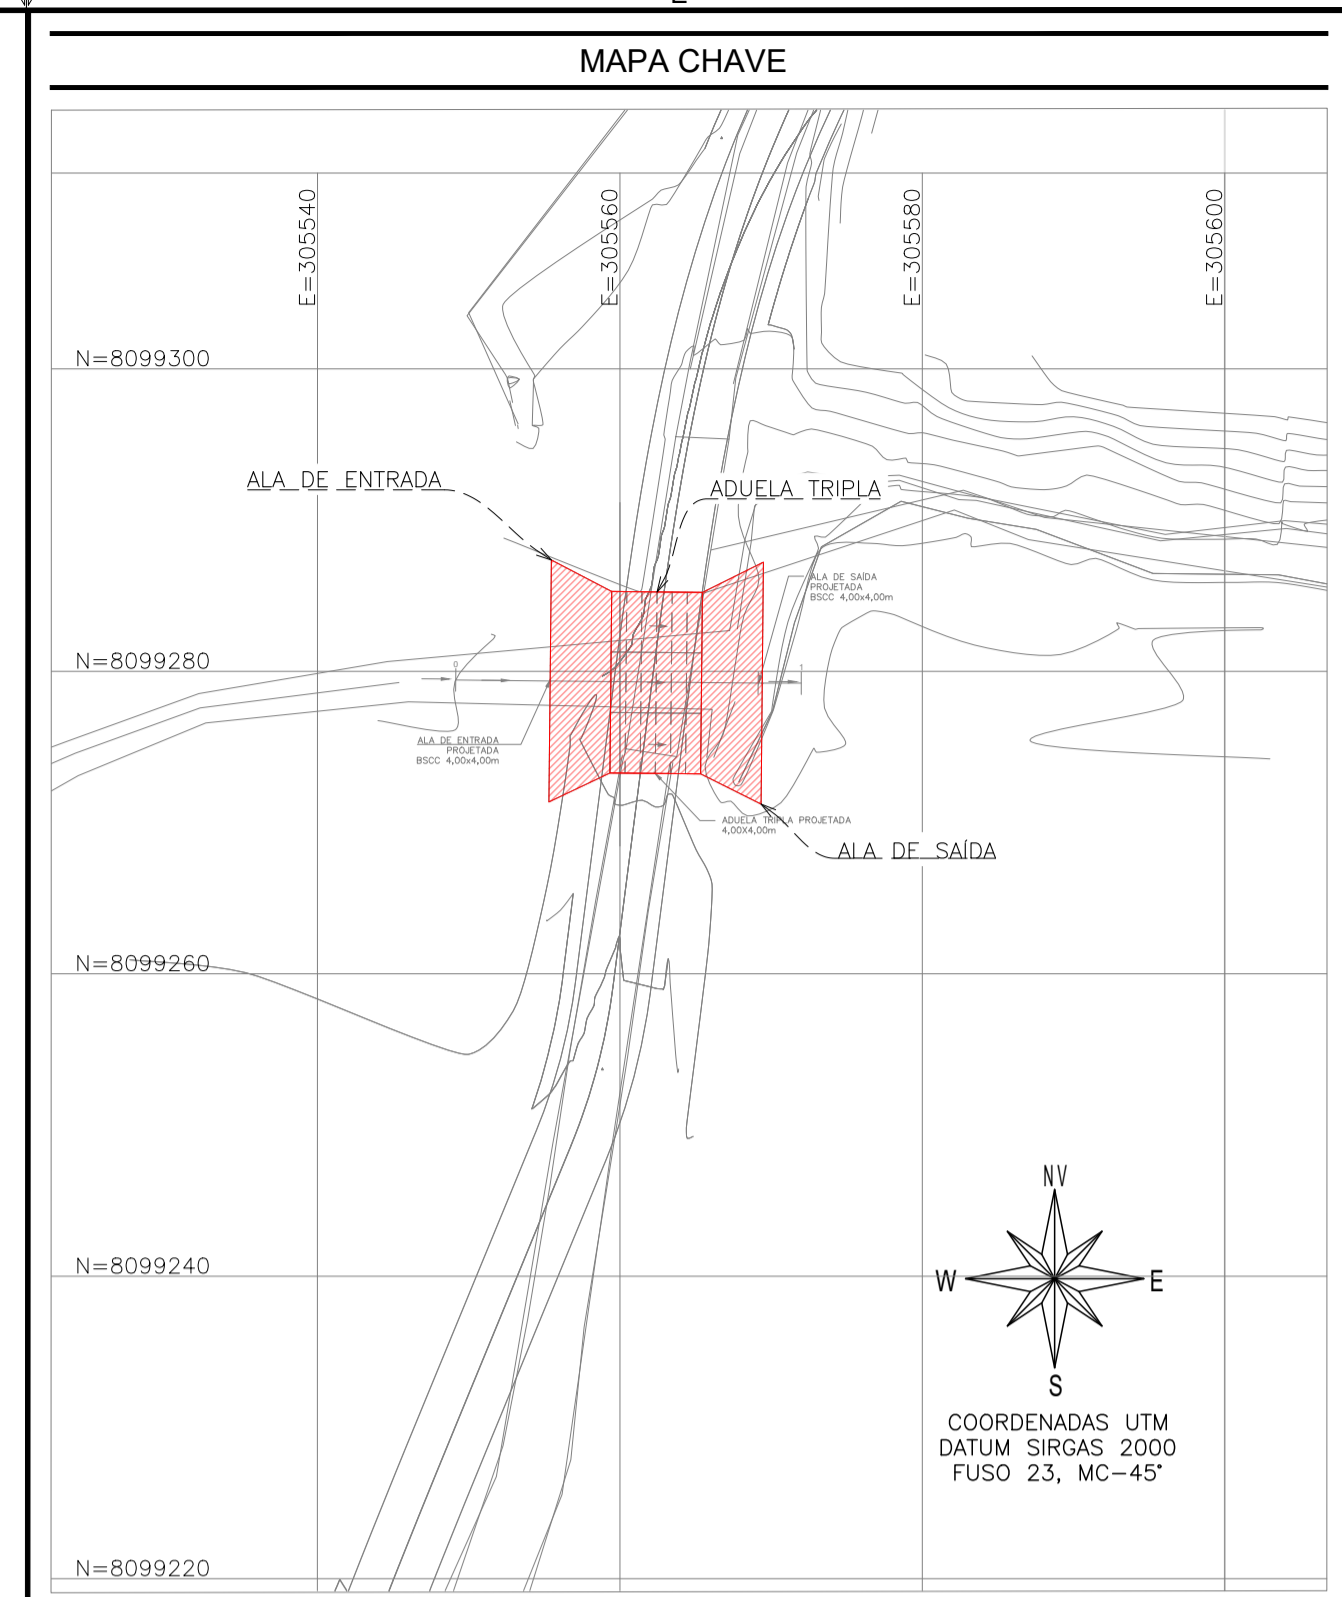 MAPA CHAVE
E=305540
E=305560
E=305580
E=305600
N=8099300
ALA DE ENTRADA
ADUELA TRIPLA
ALA DE SAÍDA
PROJETADA
BSCC 4,00x4,00m
N=8099280
0
ALA DE ENTRADA
PROJETADA
BSCC 4,00x4,00m
ADUELA TRIPLA PROJETADA
4,00X4,00m
ALA DE SAÍDA
N=8099260
NV
N=8099240
W
E
S
COORDENADAS UTM
DATUM SIRGAS 2000
FUSO 23, MC-45°
N=8099220